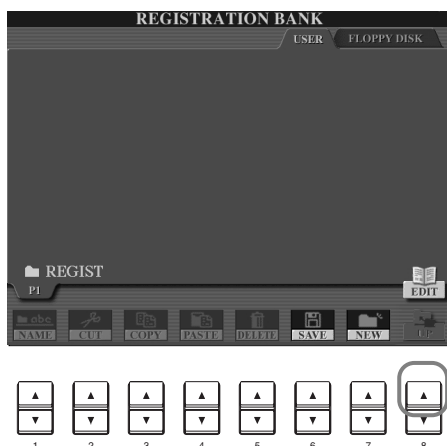 REGISTRATION BANK
USER FLOPPY DISK
REGIST
P1
EDIT
abc
NAME CUT COPY PASTE DELETE SAVE NEW UP
1 2 3 4 5 6 7 8